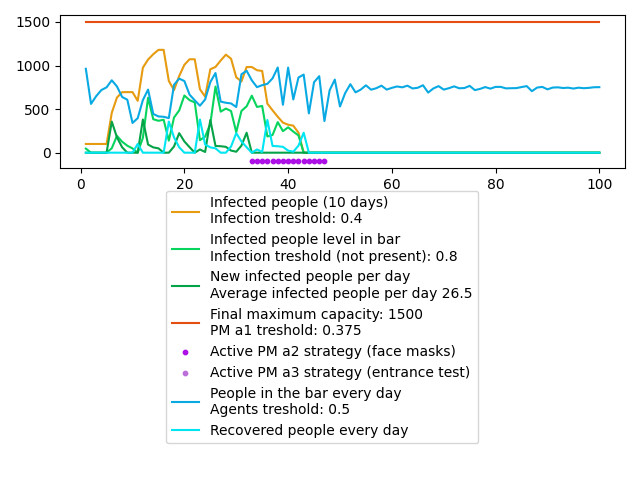 1500
1000
500
0
0 20 40 60 80 100
Infected people (10 days)
Infection treshold: 0.4
Infected people level in bar
Infection treshold (not present): 0.8
New infected people per day
Average infected people per day 26.5
Final maximum capacity: 1500
PM a1 treshold: 0.375
Active PM a2 strategy (face masks)
Active PM a3 strategy (entrance test)
People in the bar every day
Agents treshold: 0.5
Recovered people every day